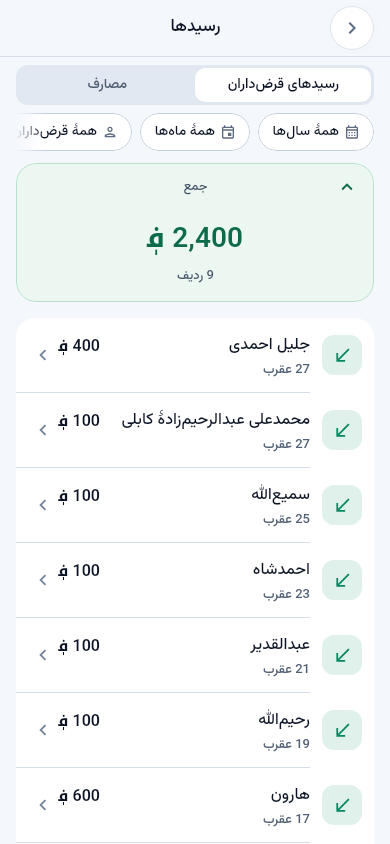 رسیدها
رسیدهای قرض‌داران
مصارف
همهٔ سال‌ها
همهٔ ماه‌ها
همهٔ قرض‌داران
جمع
2,400 ؋
9 ردیف
جلیل احمدی
400 ؋
27 عقرب
محمدعلی عبدالرحیم‌زادهٔ کابلی
100 ؋
27 عقرب
سمیع‌الله
100 ؋
25 عقرب
احمدشاه
100 ؋
23 عقرب
عبدالقدیر
100 ؋
21 عقرب
رحیم‌الله
100 ؋
19 عقرب
هارون
600 ؋
17 عقرب